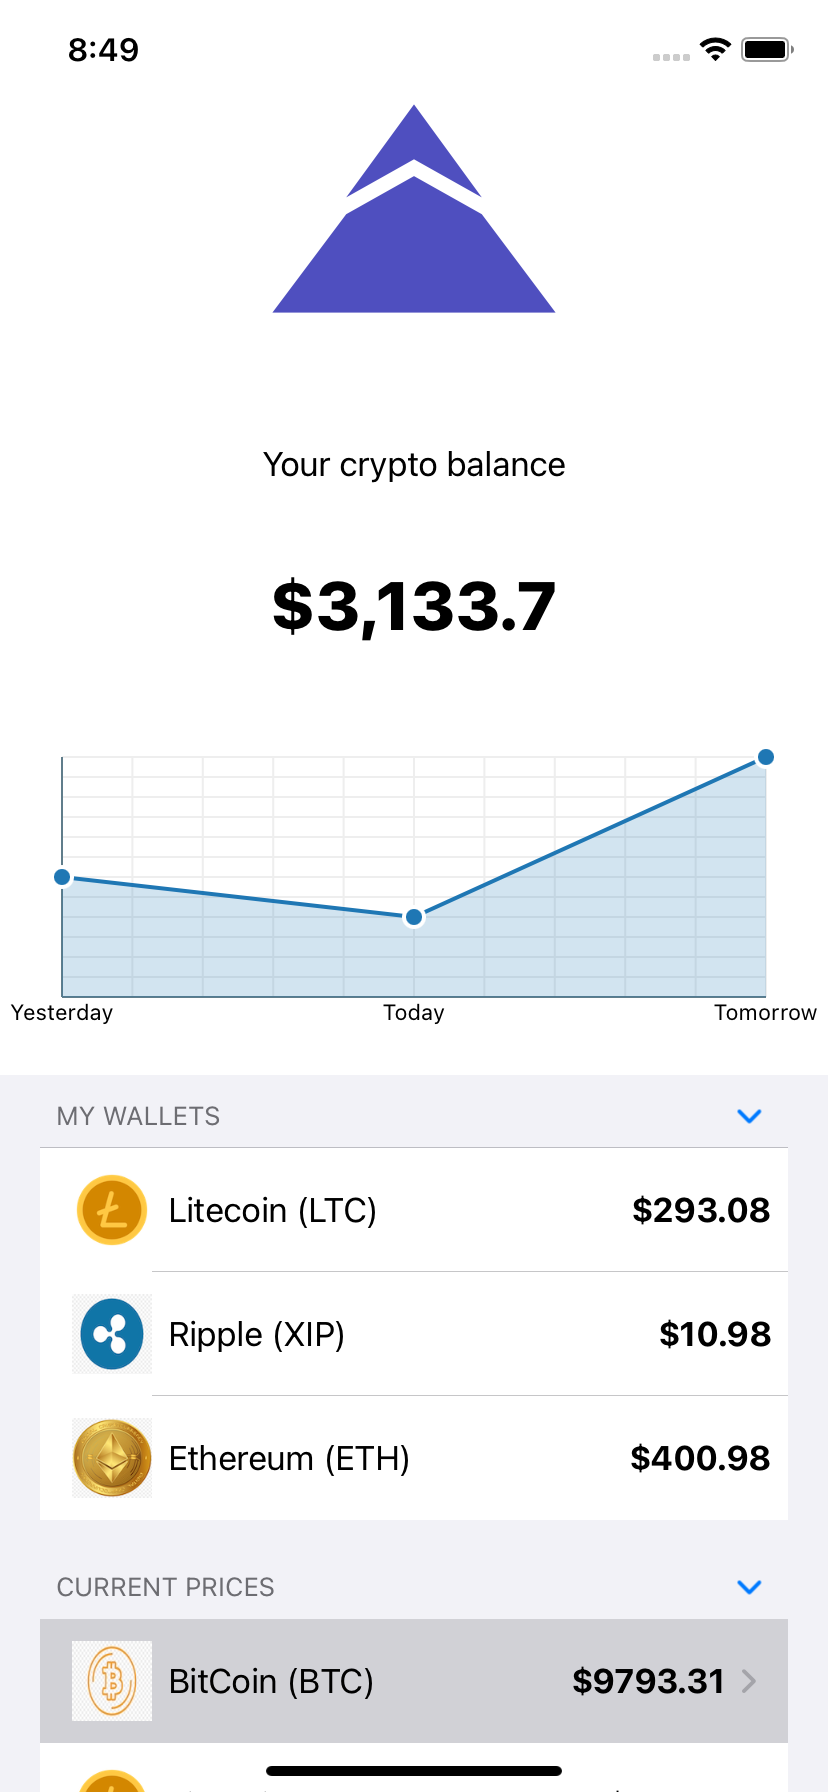 8:49
Your crypto balance
$3,133.7
Yesterday Today Tomorrow
MY WALLETS
Litecoin (LTC) $293.08
Ripple (XIP) $10.98
Ethereum (ETH) $400.98
CURRENT PRICES
BitCoin (BTC) $9793.31